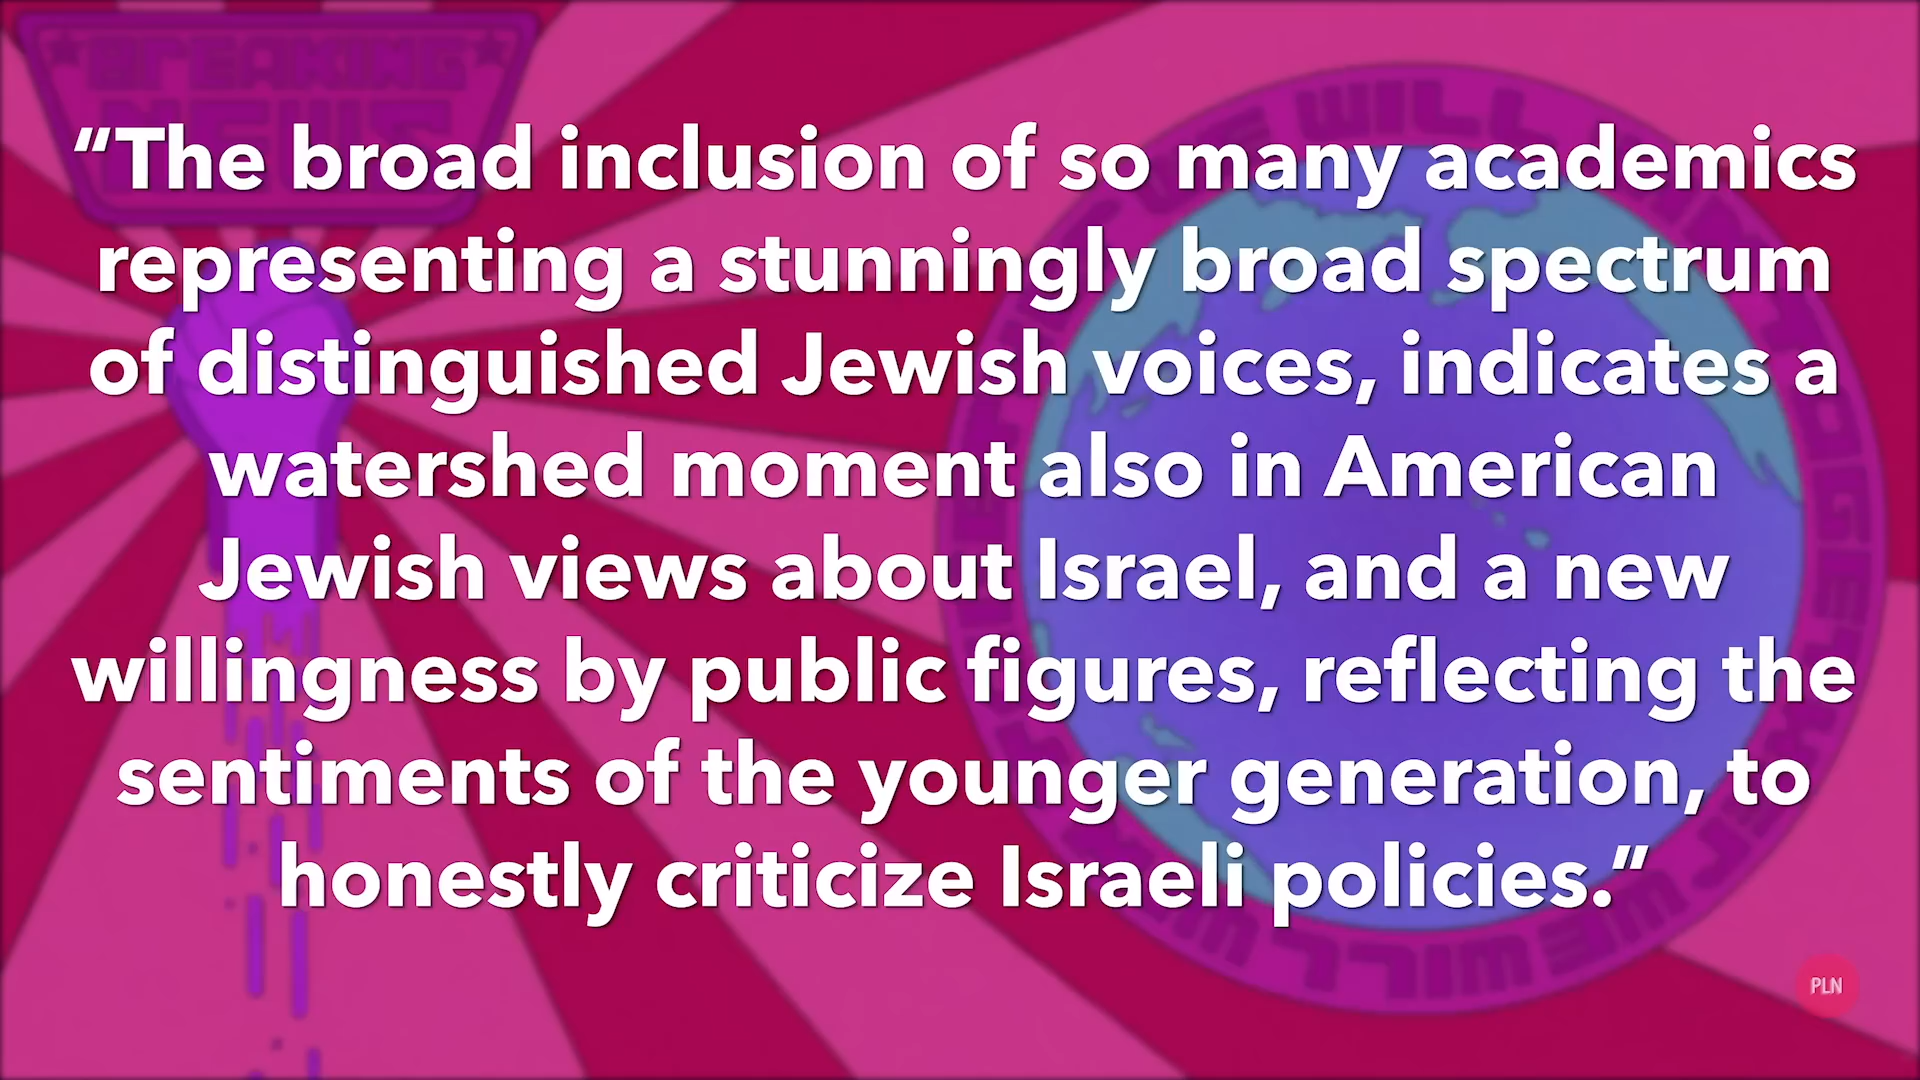 BREAKING
NEWS
“The broad inclusion of so many academics
representing a stunningly broad spectrum
of distinguished Jewish voices, indicates a
watershed moment also in American
Jewish views about Israel, and a new
willingness by public figures, reflecting the
sentiments of the younger generation, to
honestly criticize Israeli policies.”
PLN